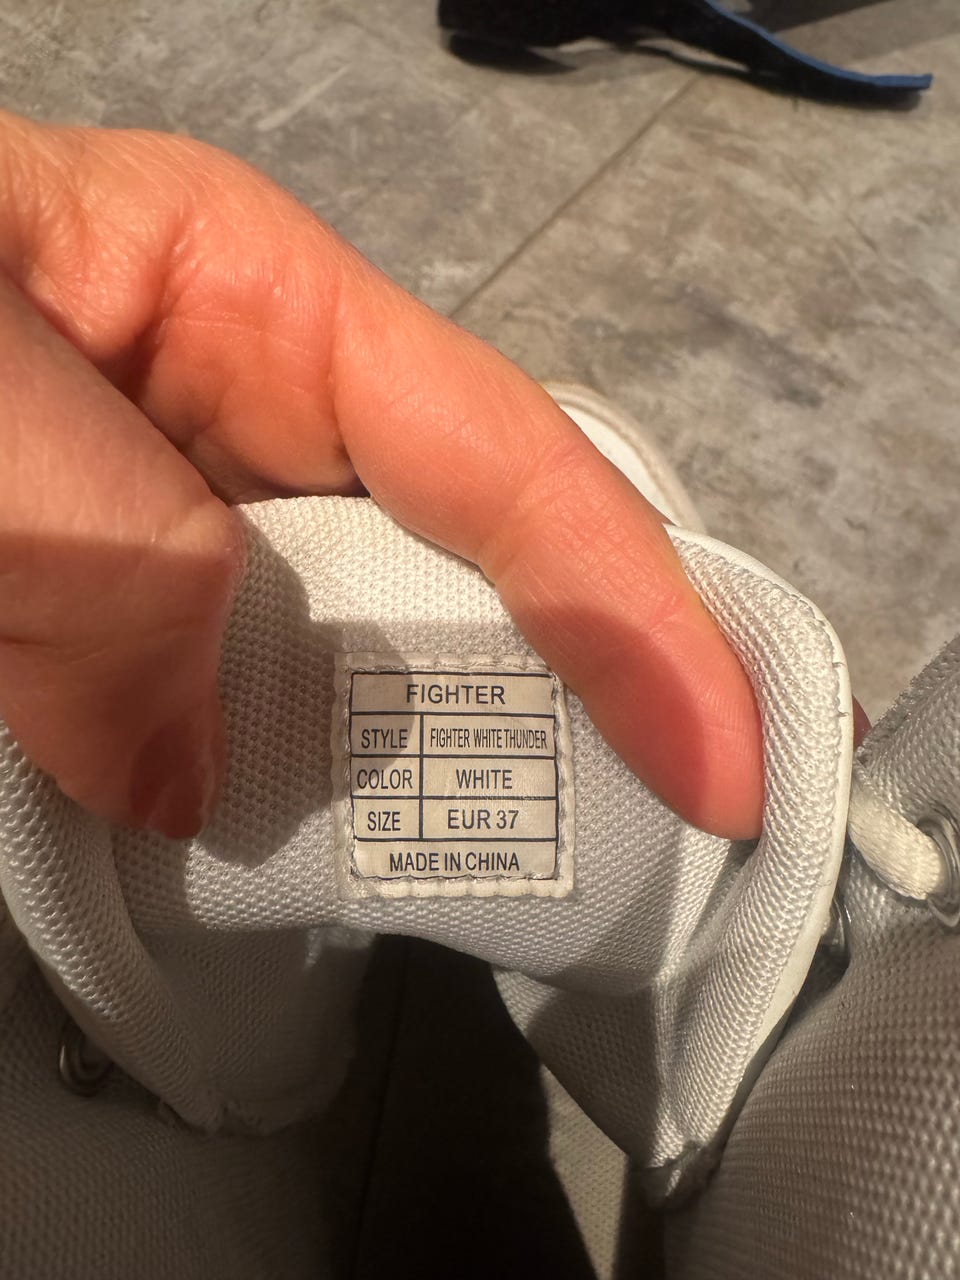 FIGHTER
STYLE FIGHTER WHITE THUNDER
COLOR WHITE
SIZE EUR 37
MADE IN CHINA